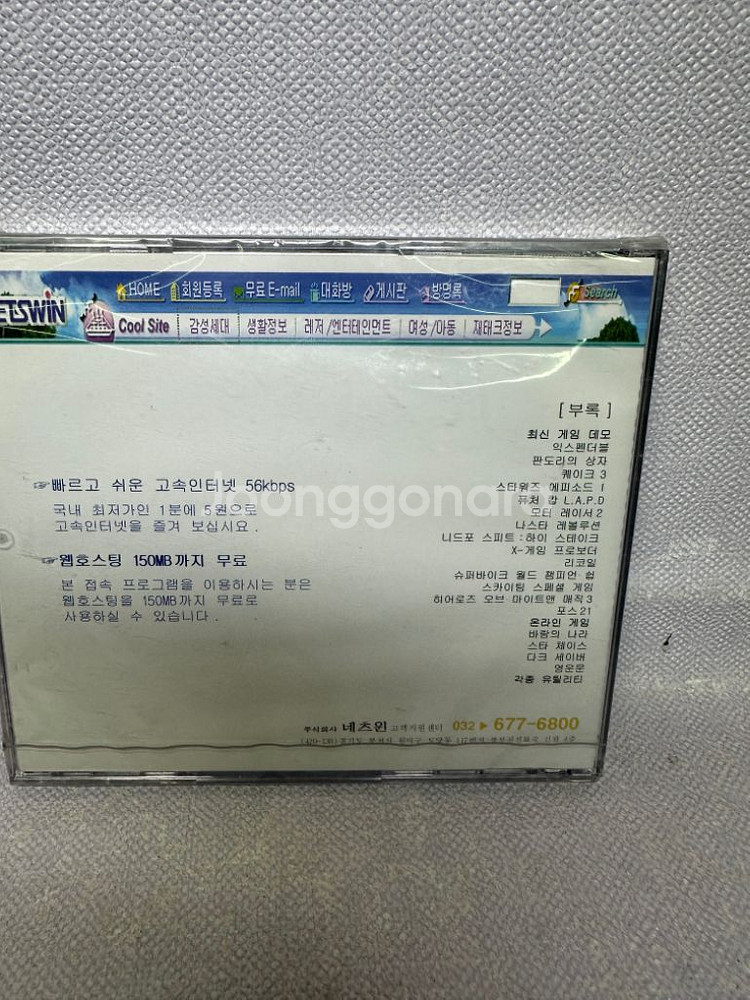 ETSWIN HOME 회원등록 무료 E-mail 대화방 게시판 방명록 Search
Cool Site 감성세대 생활정보 레저/엔터테인먼트 여성/아동 재태크정보
☞빠르고 쉬운 고속인터넷 56kbps
국내 최저가인 1분에 5원으로
고속인터넷을 즐겨 보십시요.
☞웹호스팅 150MB까지 무료
본 접속 프로그램을 이용하시는 분은
웹호스팅을 150MB까지 무료로
사용하실 수 있습니다.
[부록]
최신 게임 데모
익스펜더블
판도라의 상자
퀘이크 3
스타워즈 에피소드 I
퓨처 캅 L.A.P.D
모터 레이서 2
나스타 레볼루션
니드포 스피드:하이 스테이크
X-게임 프로보더
리코일
슈퍼바이크 월드 챔피언 쉽
스카이팅 스페셜 게임
히어로즈 오브 마이트앤 매직3
포스21
온라인 게임
바람의 나라
스타 체이스
다크 세이버
영운문
각종 유틸리티
주식회사 네츠윈 고객지원센터 032 ▶ 677-6800
joonggonara